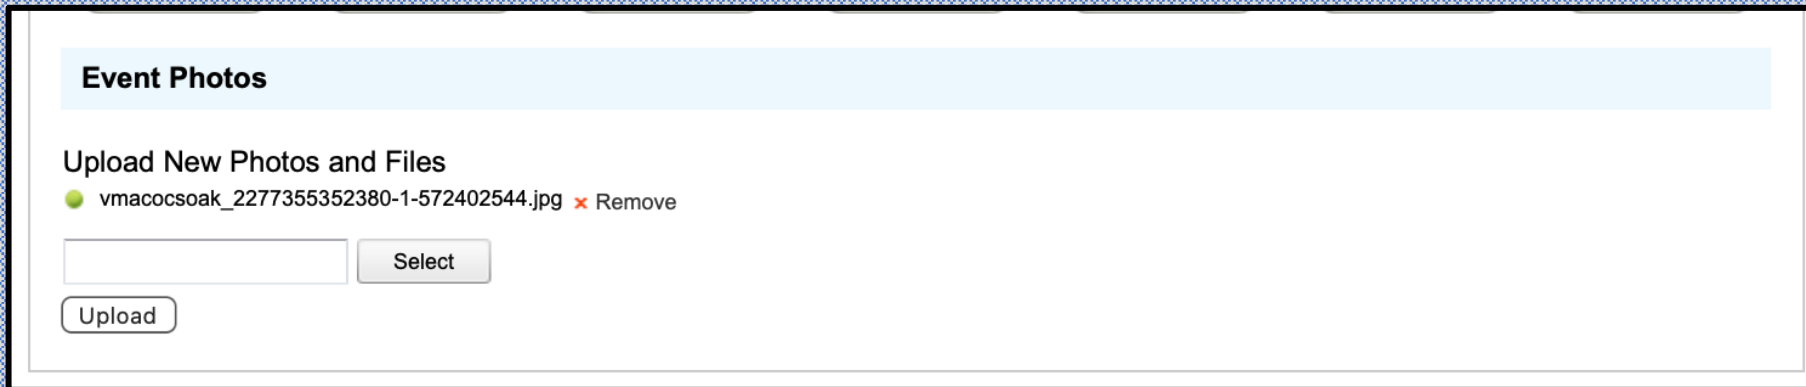 Event Photos
Upload New Photos and Files
vmacocsoak_2277355352380-1-572402544.jpg × Remove
Select
Upload